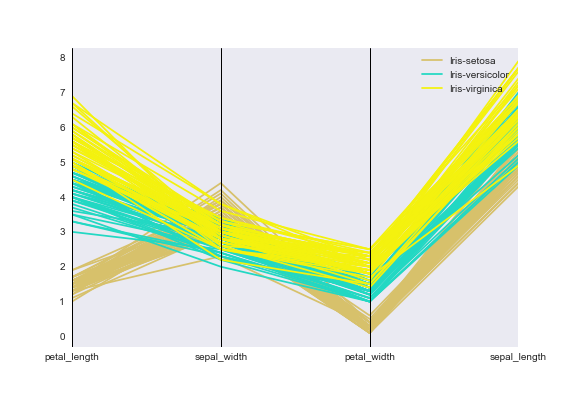 8
7
6
5
4
3
2
1
0
Iris-setosa
Iris-versicolor
Iris-virginica
petal_length sepal_width petal_width sepal_length